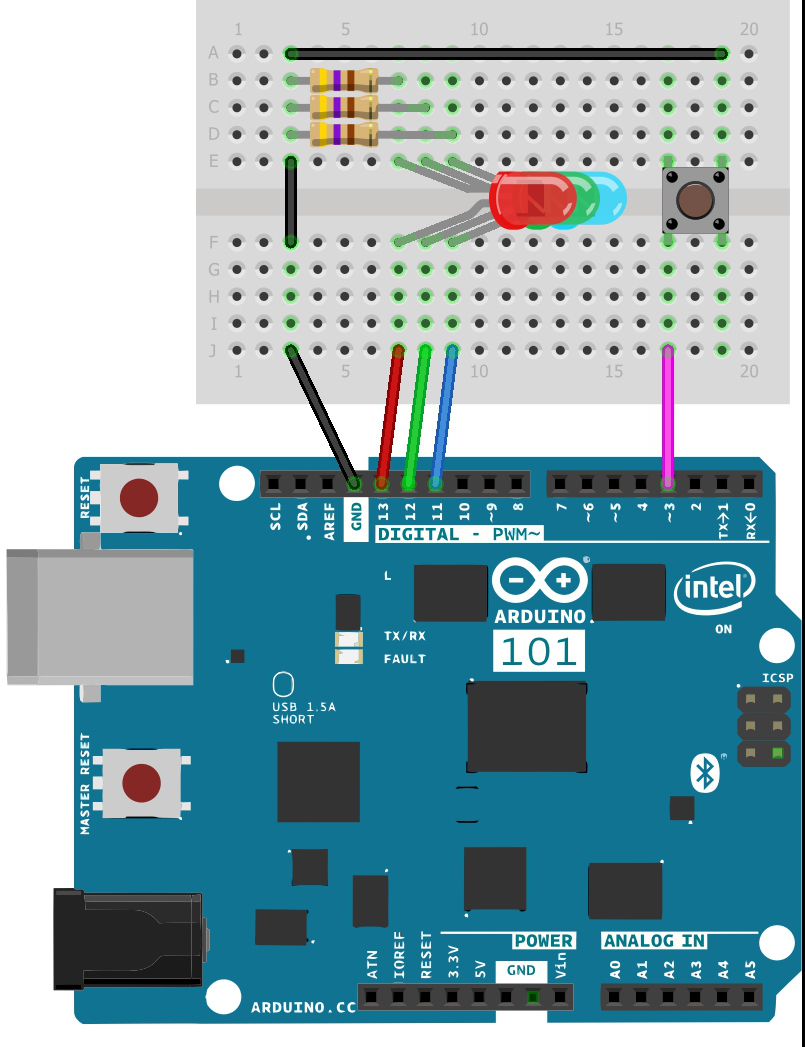 1 5 10 15 20
A
B
C
D
E
F
G
H
I
J
1 5 10 15 20
RESET
SCL
SDA
AREF
GND
13
12
11
10
~9
8
7
~6
~5
4
~3
2
TX→1
RX←0
DIGITAL - PWM~
L
TX/RX
FAULT
ARDUINO
101
intel
ON
ICSP
USB 1.5A
SHORT
MASTER RESET
POWER
ANALOG IN
ATN
IOREF
RESET
3.3V
5V
GND
Vin
A0
A1
A2
A3
A4
A5
ARDUINO.CC